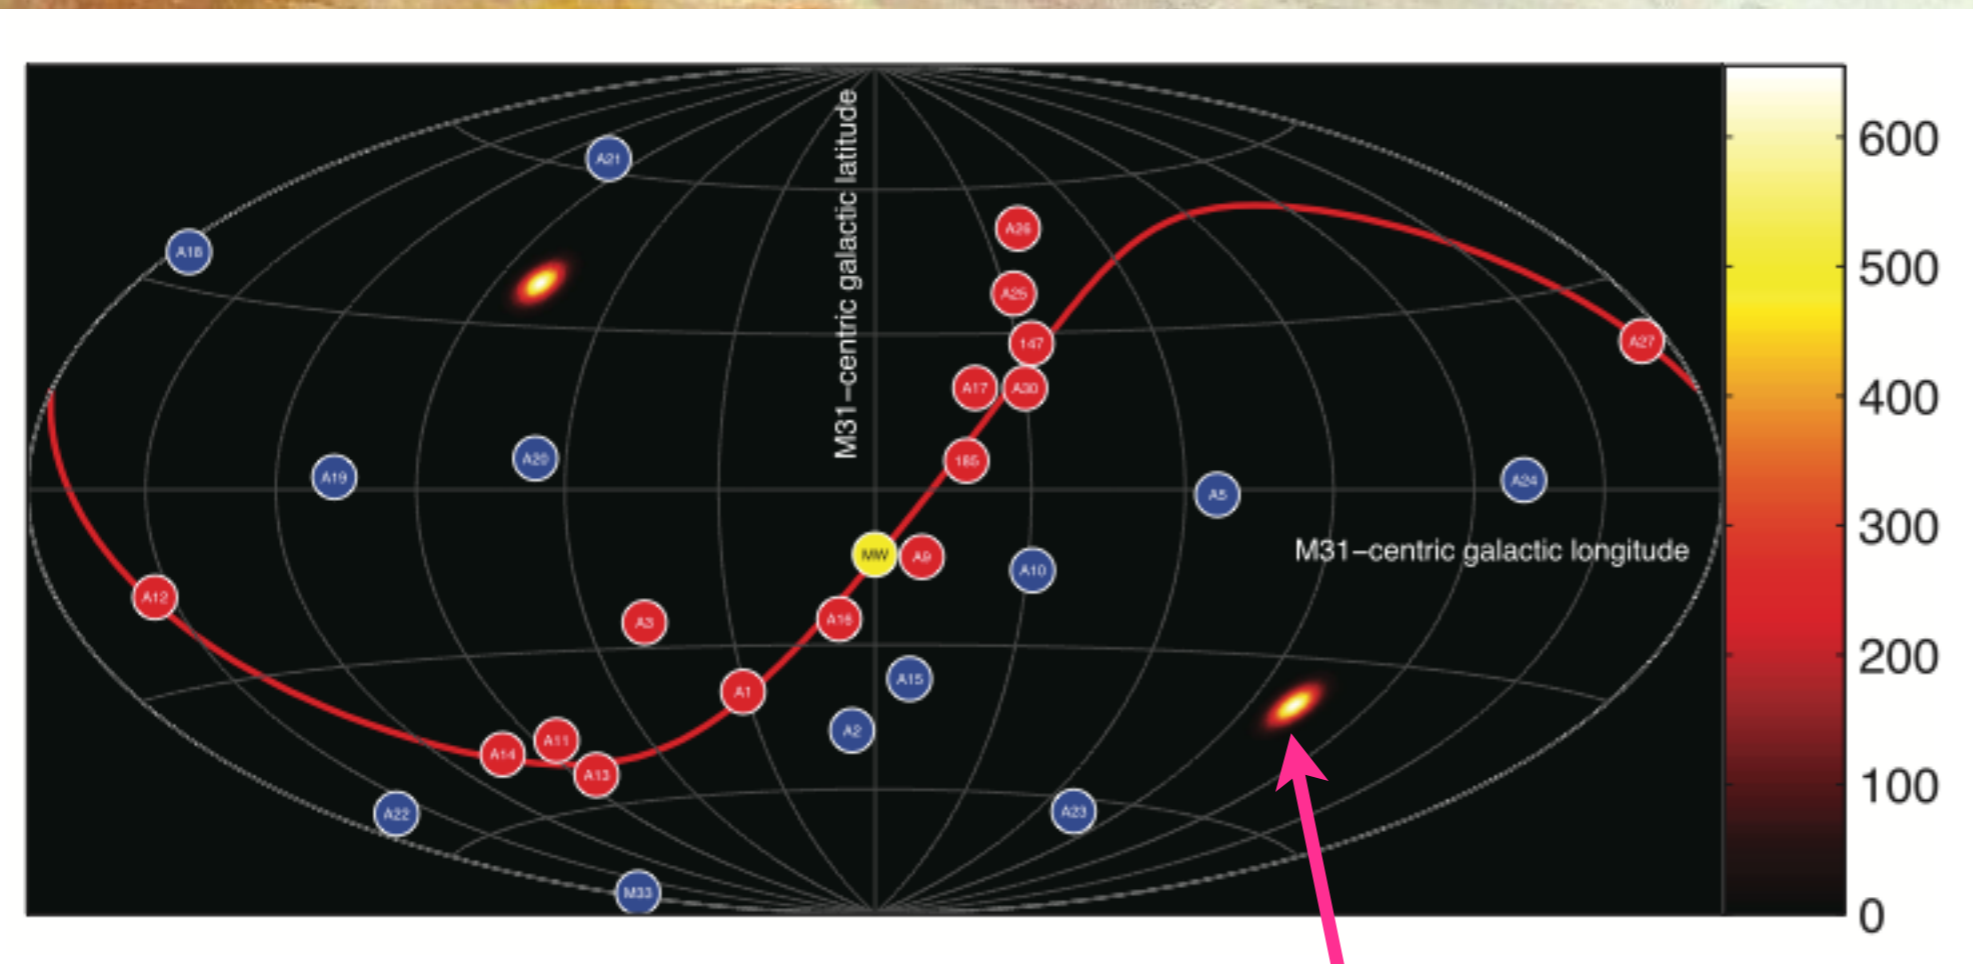 M31–centric galactic latitude
A21
A18
A26
A25
147
A27
A17
A30
185
A19
A20
A5
A24
MW
A9
A10
M31–centric galactic longitude
A12
A3
A16
A15
A1
A2
A14
A11
A13
A22
A23
M33
600
500
400
300
200
100
0